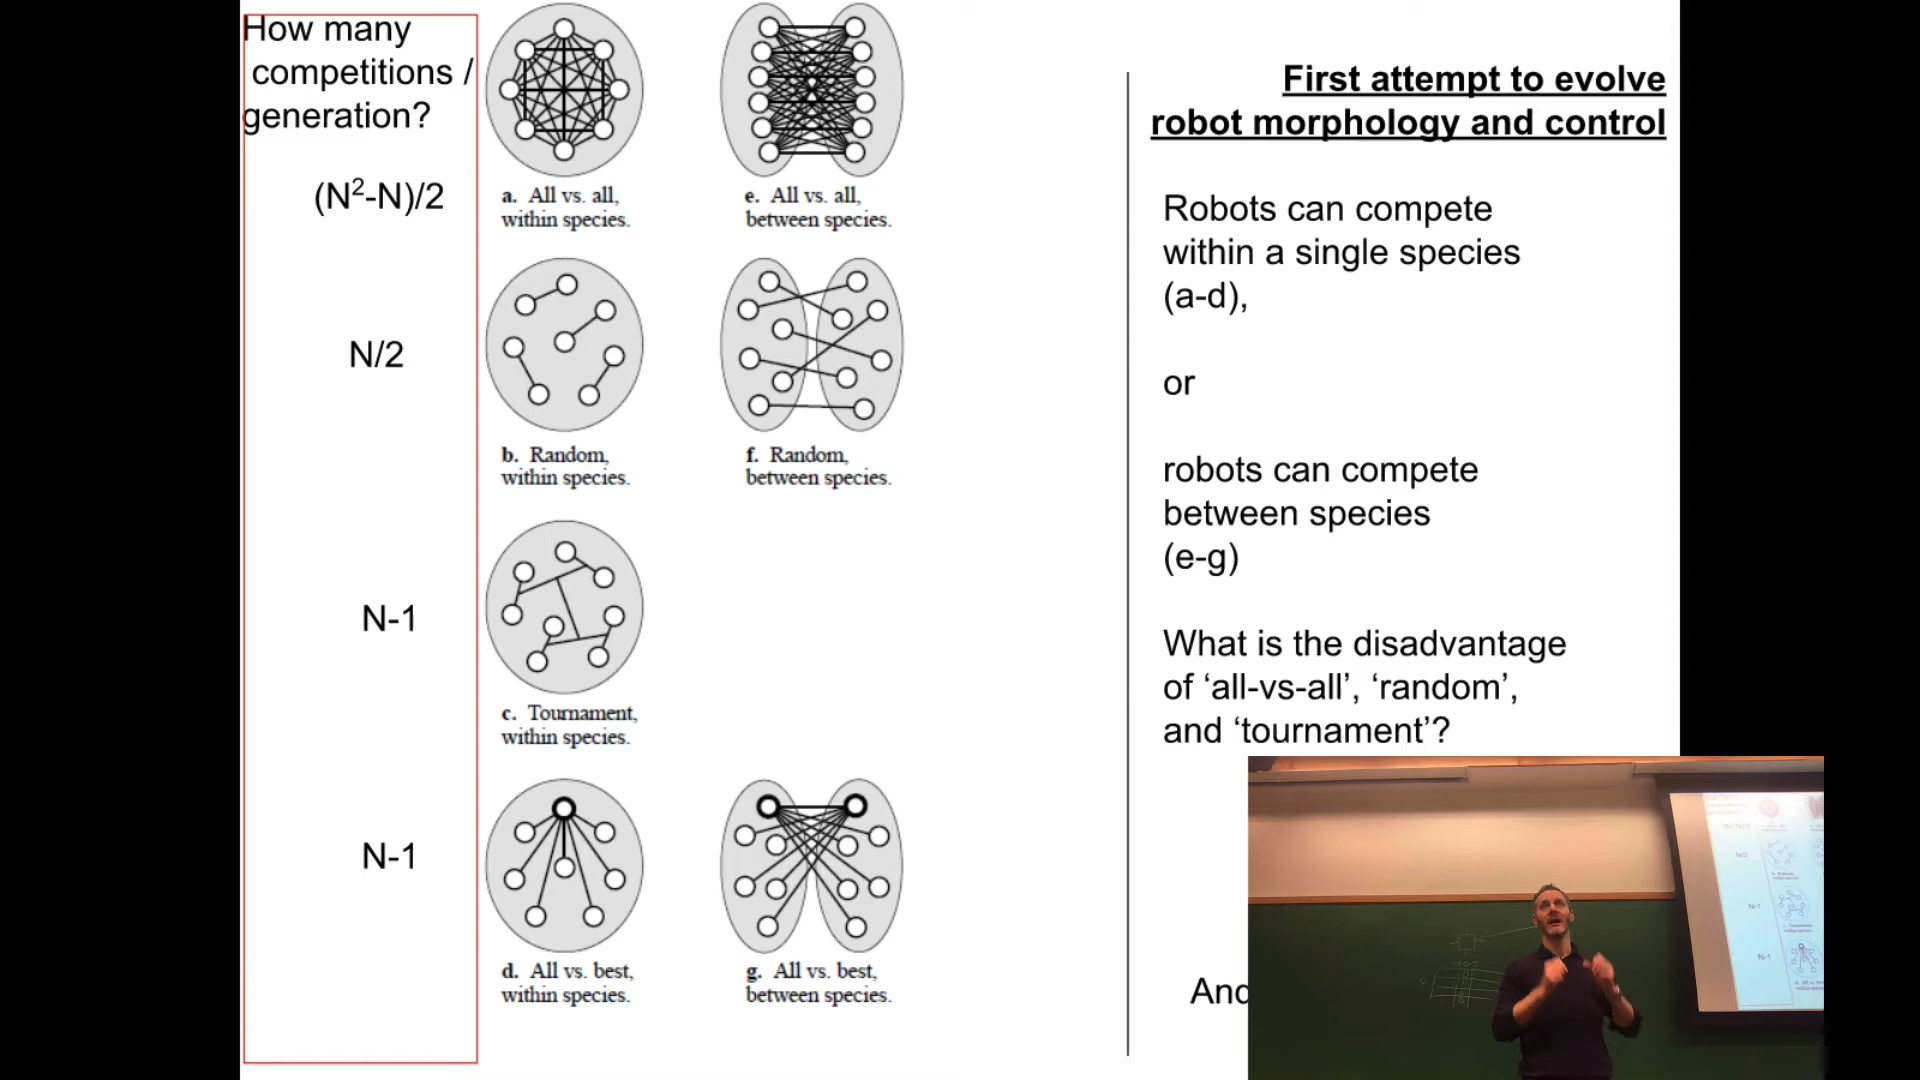 How many
competitions /
generation?
(N²-N)/2
N/2
N-1
N-1
a. All vs. all,
within species.
e. All vs. all,
between species.
b. Random,
within species.
f. Random,
between species.
c. Tournament,
within species.
d. All vs. best,
within species.
g. All vs. best,
between species.
First attempt to evolve
robot morphology and control
Robots can compete
within a single species
(a-d),
or
robots can compete
between species
(e-g)
What is the disadvantage
of ‘all-vs-all’, ‘random’,
and ‘tournament’?
N/2
N-1
N-1